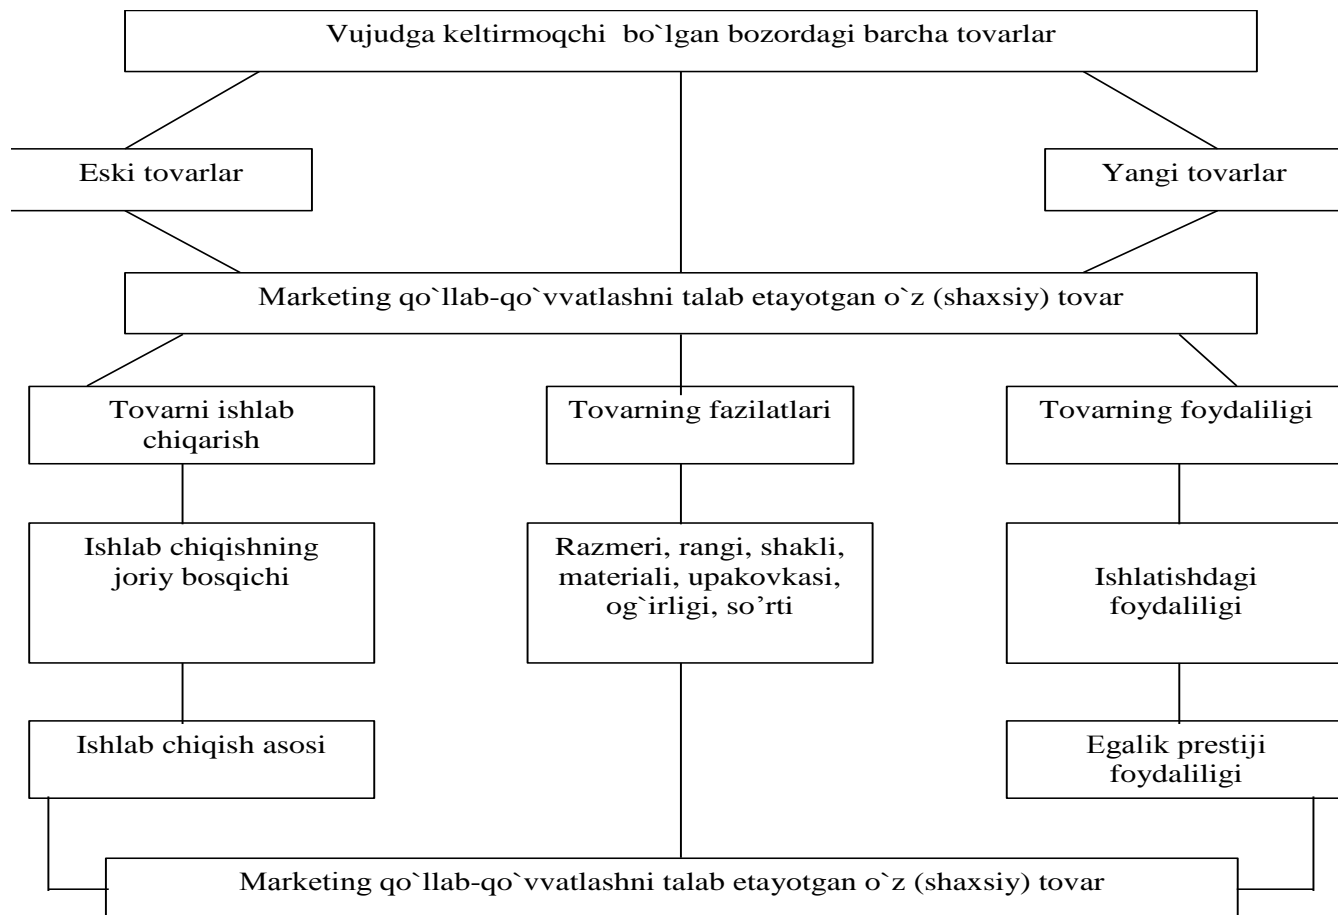 Vujudga keltirmoqchi bo`lgan bozordagi barcha tovarlar
Eski tovarlar
Yangi tovarlar
Marketing qo`llab-qo`vvatlashni talab etayotgan o`z (shaxsiy) tovar
Tovarni ishlab
chiqarish
Tovarning fazilatlari
Tovarning foydaliligi
Ishlab chiqishning
joriy bosqichi
Razmeri, rangi, shakli,
materiali, upakovkasi,
og`irligi, so’rti
Ishlatishdagi
foydaliligi
Ishlab chiqish asosi
Egalik prestiji
foydaliligi
Marketing qo`llab-qo`vvatlashni talab etayotgan o`z (shaxsiy) tovar